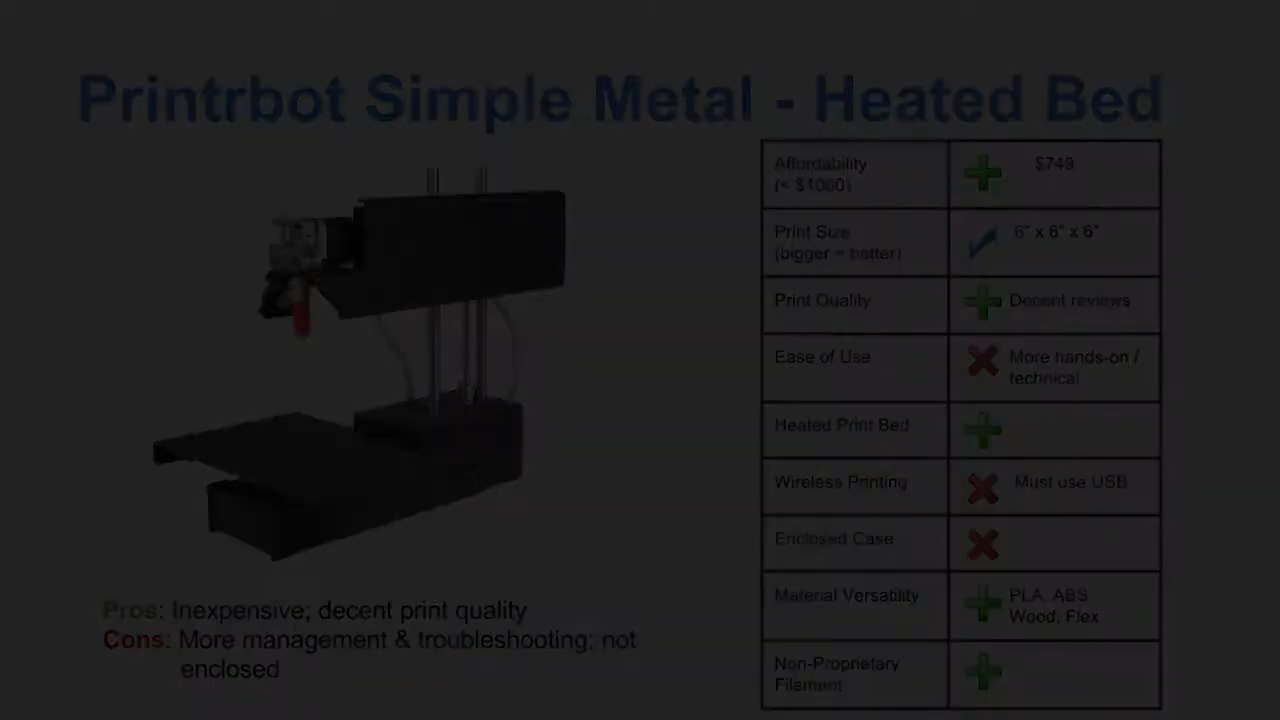 Printrbot Simple Metal - Heated Bed
Affordability $749
(< $1000)
Print Size 6" x 6" x 6"
(bigger = better)
Print Quality Decent reviews
Ease of Use More hands-on /
technical
Heated Print Bed
Wireless Printing Must use USB
Enclosed Case
Material Versatility PLA, ABS
Wood, Flex
Non-Proprietary
Filament
Pros: Inexpensive; decent print quality
Cons: More management & troubleshooting; not
enclosed